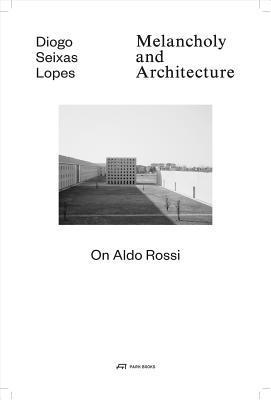 Diogo
Seixas
Lopes
Melancholy
and
Architecture
On Aldo Rossi
PARK BOOKS